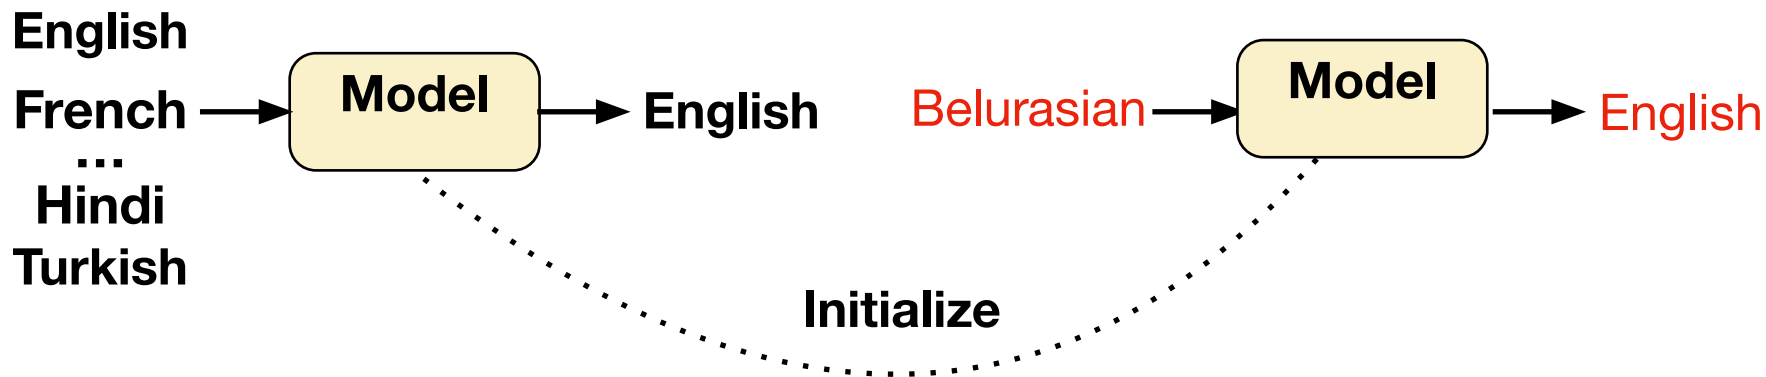 English
French
...
Hindi
Turkish
Model
English
Initialize
Belurasian
Model
English